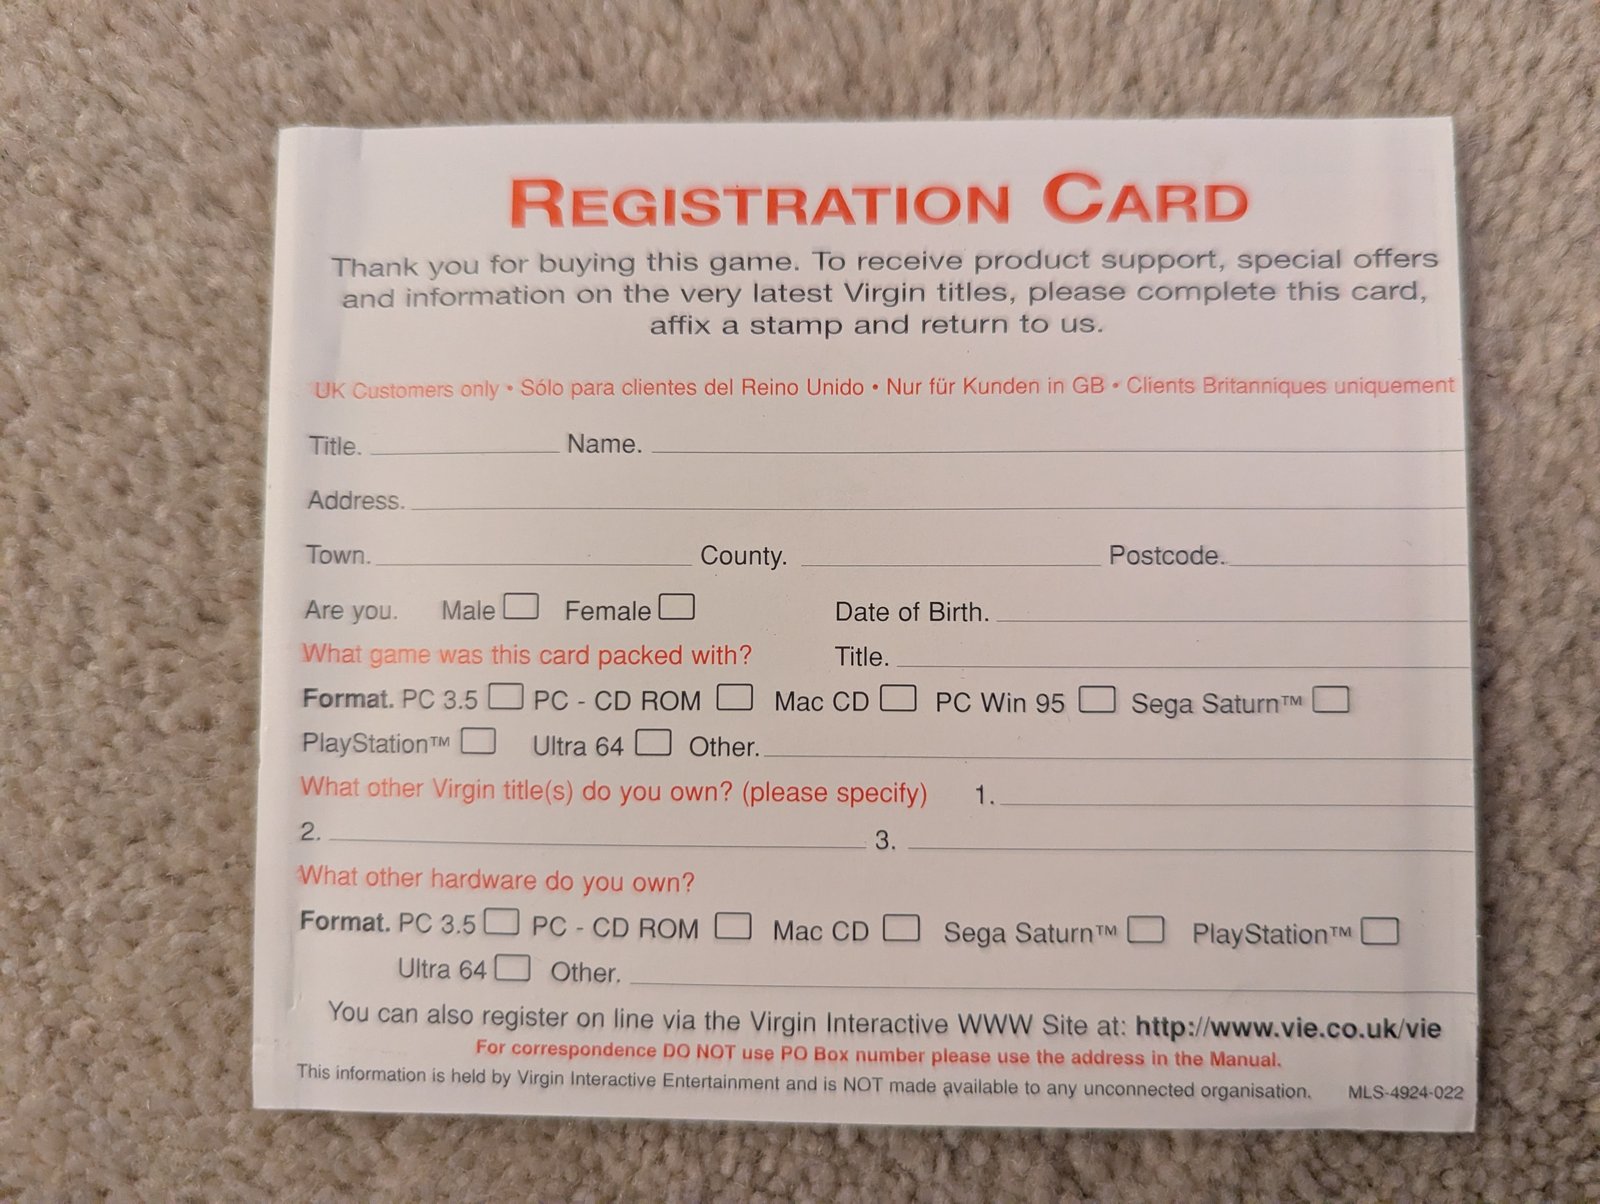 REGISTRATION CARD
Thank you for buying this game. To receive product support, special offers
and information on the very latest Virgin titles, please complete this card,
affix a stamp and return to us.
UK Customers only • Sólo para clientes del Reino Unido • Nur für Kunden in GB • Clients Britanniques uniquement
Title. Name.
Address.
Town. County. Postcode.
Are you. Male Female Date of Birth.
What game was this card packed with? Title.
Format. PC 3.5 PC - CD ROM Mac CD PC Win 95 Sega Saturn™
PlayStation™ Ultra 64 Other.
What other Virgin title(s) do you own? (please specify) 1.
2. 3.
What other hardware do you own?
Format. PC 3.5 PC - CD ROM Mac CD Sega Saturn™ PlayStation™
Ultra 64 Other.
You can also register on line via the Virgin Interactive WWW Site at: http://www.vie.co.uk/vie
For correspondence DO NOT use PO Box number please use the address in the Manual.
This information is held by Virgin Interactive Entertainment and is NOT made available to any unconnected organisation. MLS-4924-022